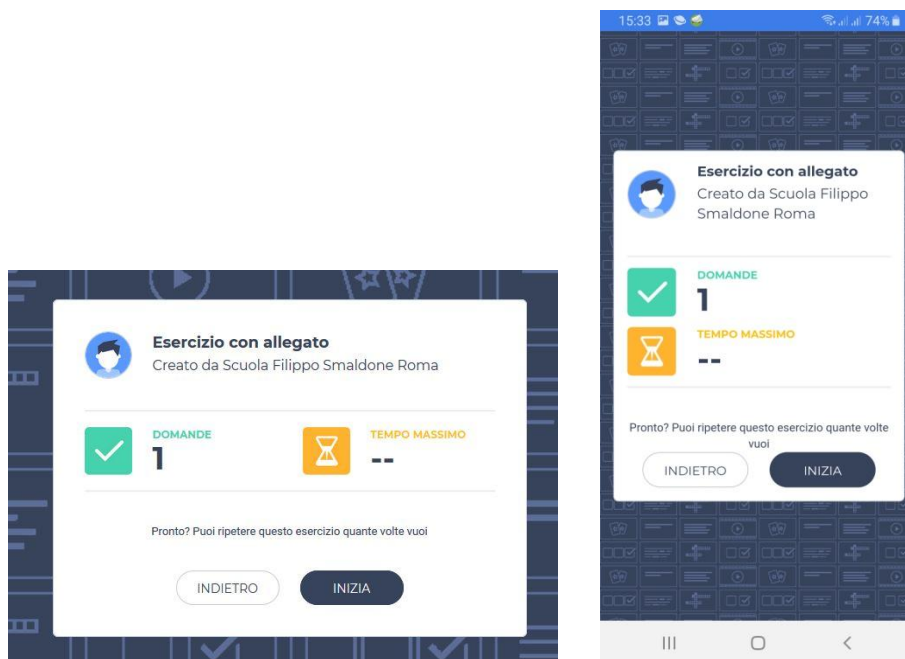 Esercizio con allegato
Creato da Scuola Filippo Smaldone Roma
DOMANDE
1
TEMPO MASSIMO
--
Pronto? Puoi ripetere questo esercizio quante volte vuoi
INDIETRO
INIZIA
15:33
74%
Esercizio con allegato
Creato da Scuola Filippo
Smaldone Roma
DOMANDE
1
TEMPO MASSIMO
--
Pronto? Puoi ripetere questo esercizio quante volte
vuoi
INDIETRO
INIZIA